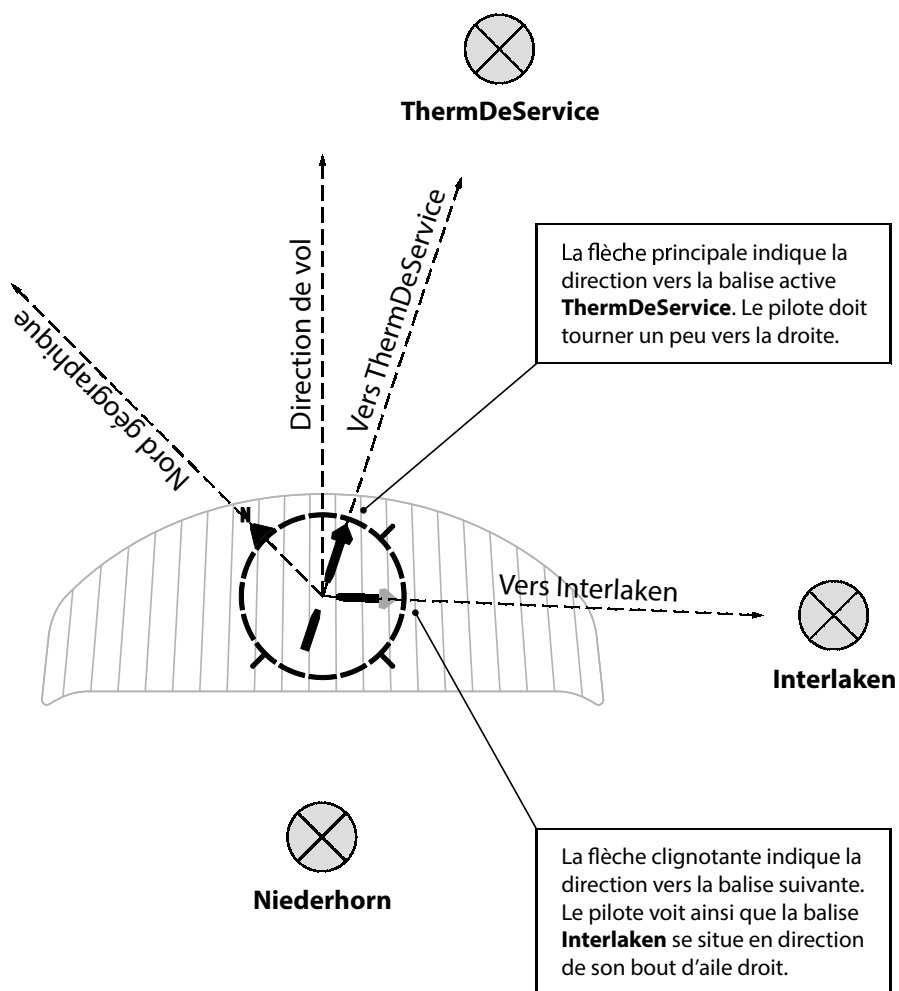 ThermDeService
Direction de vol
Vers ThermDeService
Nord géographique
La flèche principale indique la
direction vers la balise active
ThermDeService. Le pilote doit
tourner un peu vers la droite.
N
Vers Interlaken
Interlaken
Niederhorn
La flèche clignotante indique la
direction vers la balise suivante.
Le pilote voit ainsi que la balise
Interlaken se situe en direction
de son bout d'aile droit.